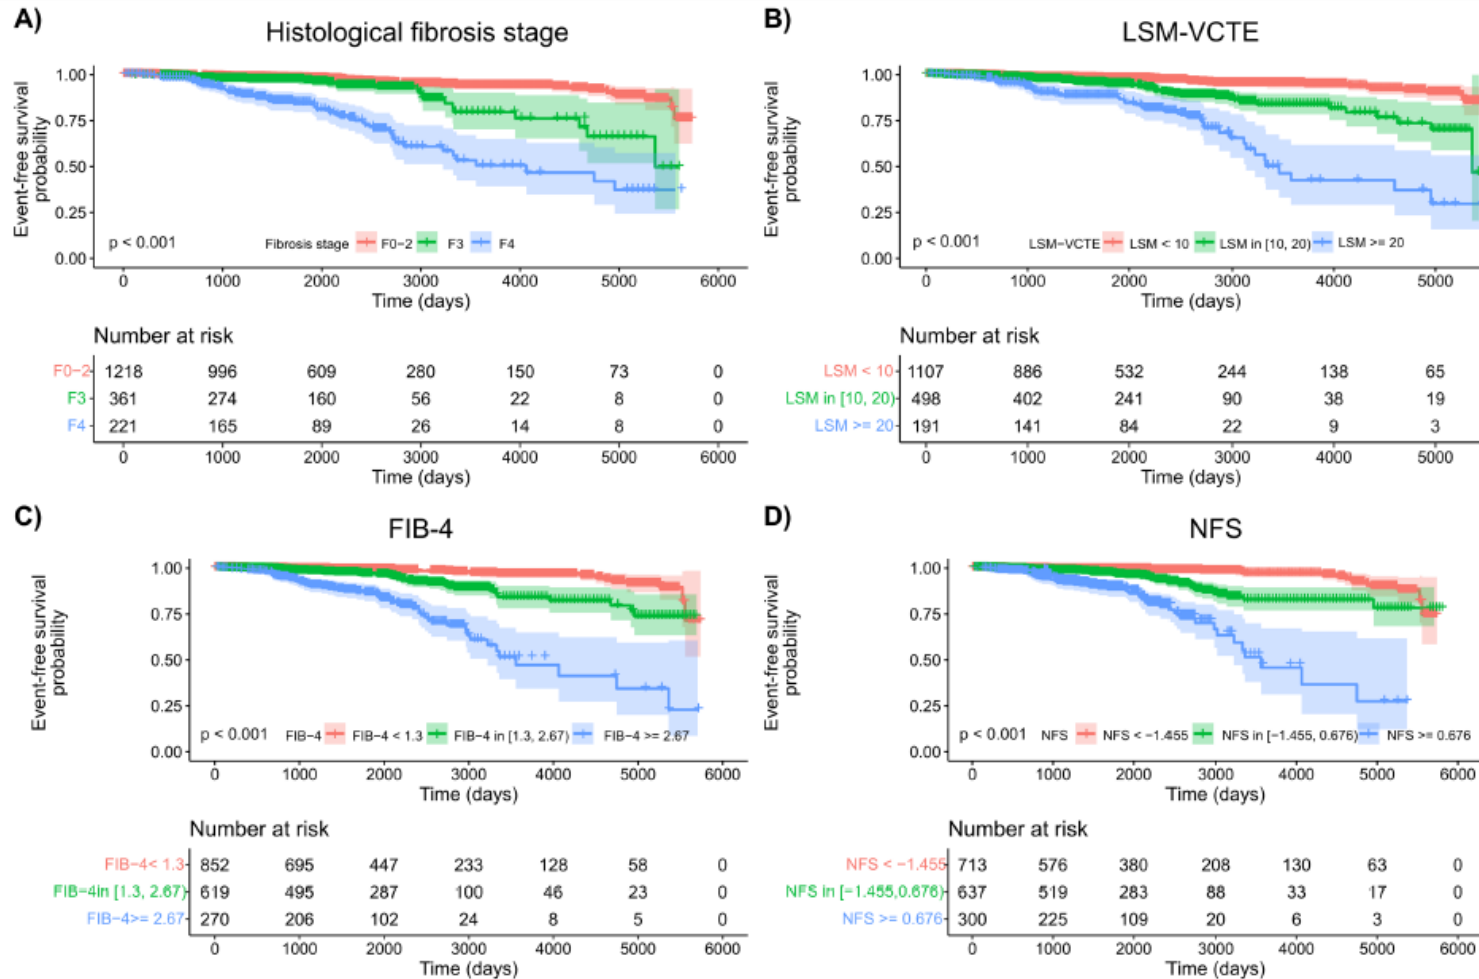 A)
Histological fibrosis stage
Event-free survival
probability
1.00
0.75
0.50
0.25
0.00
p < 0.001
Fibrosis stage F0-2 F3 F4
0 1000 2000 3000 4000 5000 6000
Time (days)
Number at risk
F0-2 1218 996 609 280 150 73 0
F3 361 274 160 56 22 8 0
F4 221 165 89 26 14 8 0
0 1000 2000 3000 4000 5000 6000
Time (days)
B)
LSM-VCTE
Event-free survival
probability
1.00
0.75
0.50
0.25
0.00
p < 0.001
LSM-VCTE LSM < 10 LSM in [10, 20) LSM >= 20
0 1000 2000 3000 4000 5000
Time (days)
Number at risk
LSM < 10 1107 886 532 244 138 65
LSM in [10, 20) 498 402 241 90 38 19
LSM >= 20 191 141 84 22 9 3
0 1000 2000 3000 4000 5000
Time (days)
C)
FIB-4
Event-free survival
probability
1.00
0.75
0.50
0.25
0.00
p < 0.001
FIB-4 FIB-4 < 1.3 FIB-4 in [1.3, 2.67) FIB-4 >= 2.67
0 1000 2000 3000 4000 5000 6000
Time (days)
Number at risk
FIB-4< 1.3 852 695 447 233 128 58 0
FIB-4in [1.3, 2.67) 619 495 287 100 46 23 0
FIB-4>= 2.67 270 206 102 24 8 5 0
0 1000 2000 3000 4000 5000 6000
Time (days)
D)
NFS
Event-free survival
probability
1.00
0.75
0.50
0.25
0.00
p < 0.001
NFS NFS < -1.455 NFS in [-1.455, 0.676) NFS >= 0.676
0 1000 2000 3000 4000 5000 6000
Time (days)
Number at risk
NFS < -1.455 713 576 380 208 130 63 0
NFS in [-1.455,0.676) 637 519 283 88 33 17 0
NFS >= 0.676 300 225 109 20 6 3 0
0 1000 2000 3000 4000 5000 6000
Time (days)